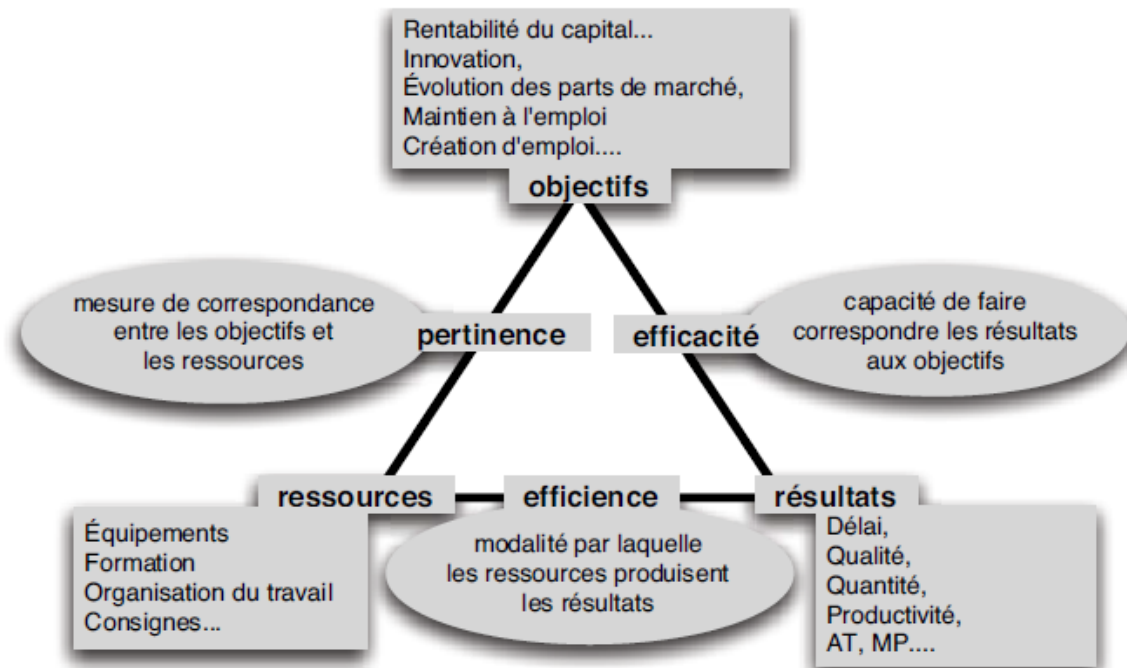 Rentabilité du capital...
Innovation,
Évolution des parts de marché,
Maintien à l'emploi
Création d'emploi....
objectifs
mesure de correspondance
entre les objectifs et
les ressources
pertinence
efficacité
capacité de faire
correspondre les résultats
aux objectifs
ressources
efficience
résultats
Équipements
Formation
Organisation du travail
Consignes...
modalité par laquelle
les ressources produisent
les résultats
Délai,
Qualité,
Quantité,
Productivité,
AT, MP....